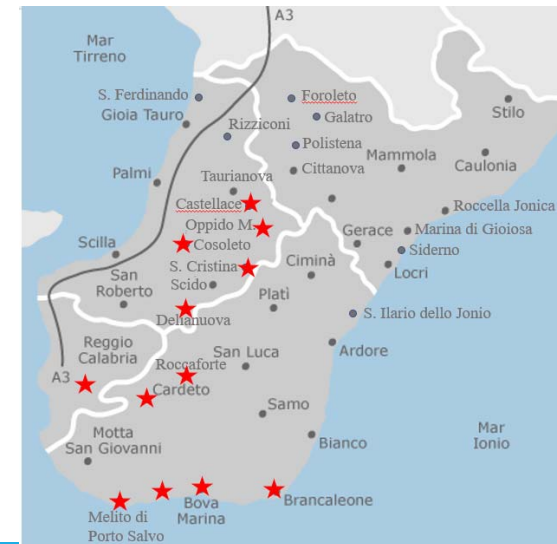 A3
Mar
Tirreno
S. Ferdinando
Foroleto
Stilo
Gioia Tauro
Galatro
Rizziconi
Polistena
Mammola
Caulonia
Palmi
Cittanova
Taurianova
Castellace
Roccella Jonica
Oppido M.
Marina di Gioiosa
Scilla
Cosoleto
Gerace
Siderno
S. Cristina
Ciminà
Locri
San
Roberto
Scido
Platì
Delianuova
S. Ilario dello Jonio
Reggio
Calabria
San Luca
Ardore
Roccaforte
A3
Cardeto
Samo
Motta
San Giovanni
Bianco
Mar
Ionio
Bova
Marina
Brancaleone
Melito di
Porto Salvo